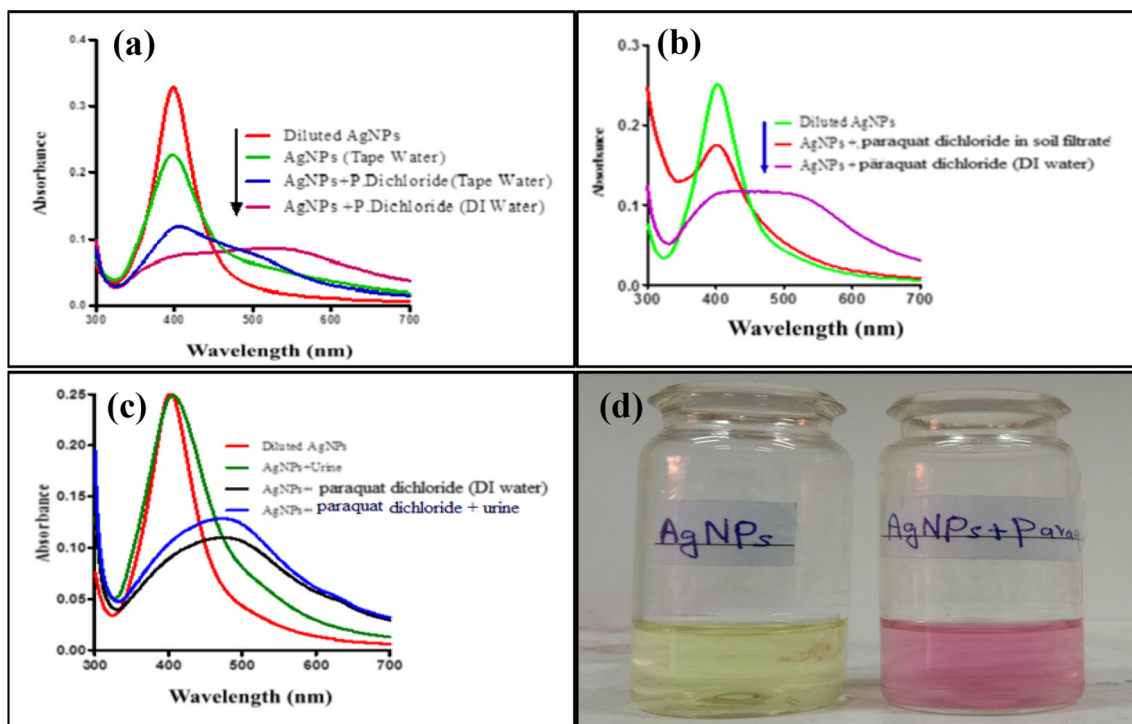 (a)
0.4
0.3
0.2
0.1
0.0
Absorbance
300 400 500 600 700
Wavelength (nm)
Diluted AgNPs
AgNPs (Tape Water)
AgNPs+P.Dichloride (Tape Water)
AgNPs +P.Dichloride (DI Water)
(b)
0.3
0.2
0.1
0.0
Absorbance
300 400 500 600 700
Wavelength (nm)
Diluted AgNPs
AgNPs +. paraquat dichloride in soil filtrate
AgNPs + paraquat dichloride (DI water)
(c)
0.25
0.20
0.15
0.10
0.05
0.00
Absorbance
300 400 500 600 700
Wavelength (nm)
Diluted AgNPs
AgNPs+Urine
AgNPs+ paraquat dichloride (DI water)
AgNPs+ paraquat dichloride + urine
(d)
AgNPs
AgNPs+Paraq